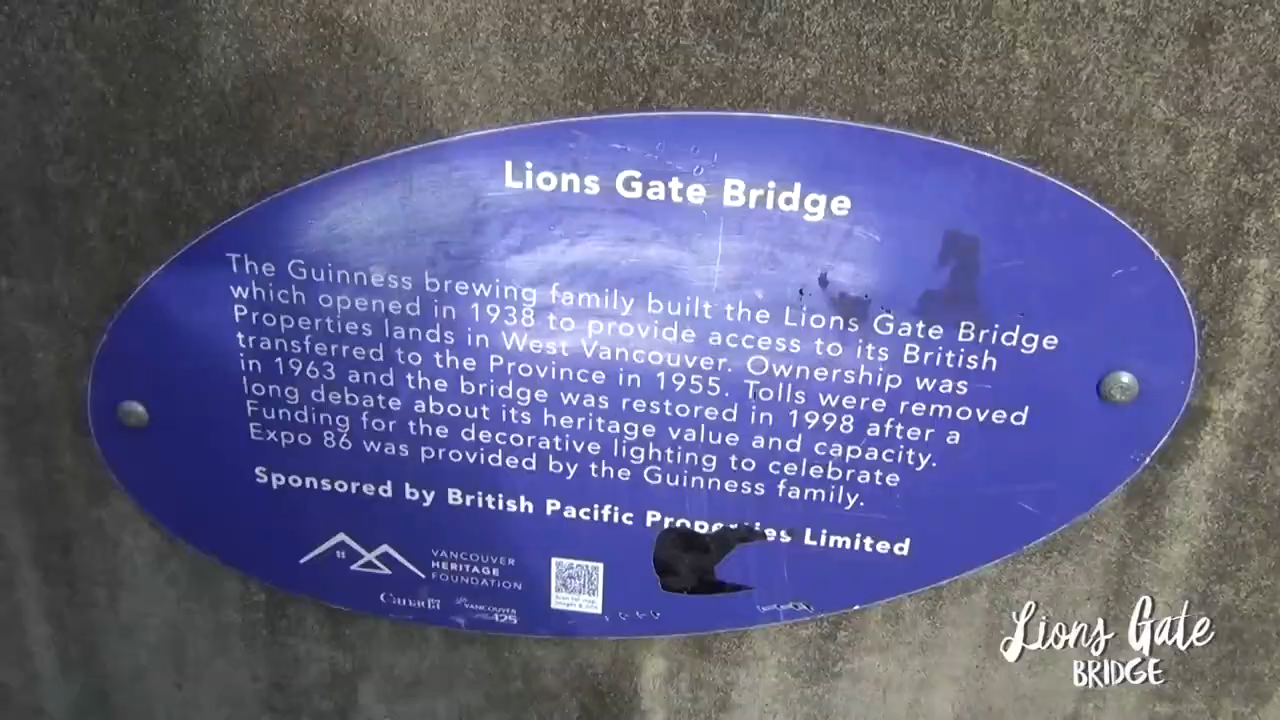 Lions Gate Bridge
The Guinness brewing family built the Lions Gate Bridge
which opened in 1938 to provide access to its British
Properties lands in West Vancouver. Ownership was
transferred to the Province in 1955. Tolls were removed
in 1963 and the bridge was restored in 1998 after a
long debate about its heritage value and capacity.
Funding for the decorative lighting to celebrate
Expo 86 was provided by the Guinness family.
Sponsored by British Pacific Properties Limited
VANCOUVER
HERITAGE
FOUNDATION
Canada
VANCOUVER
125
Scan for map,
Lions Gate
BRIDGE